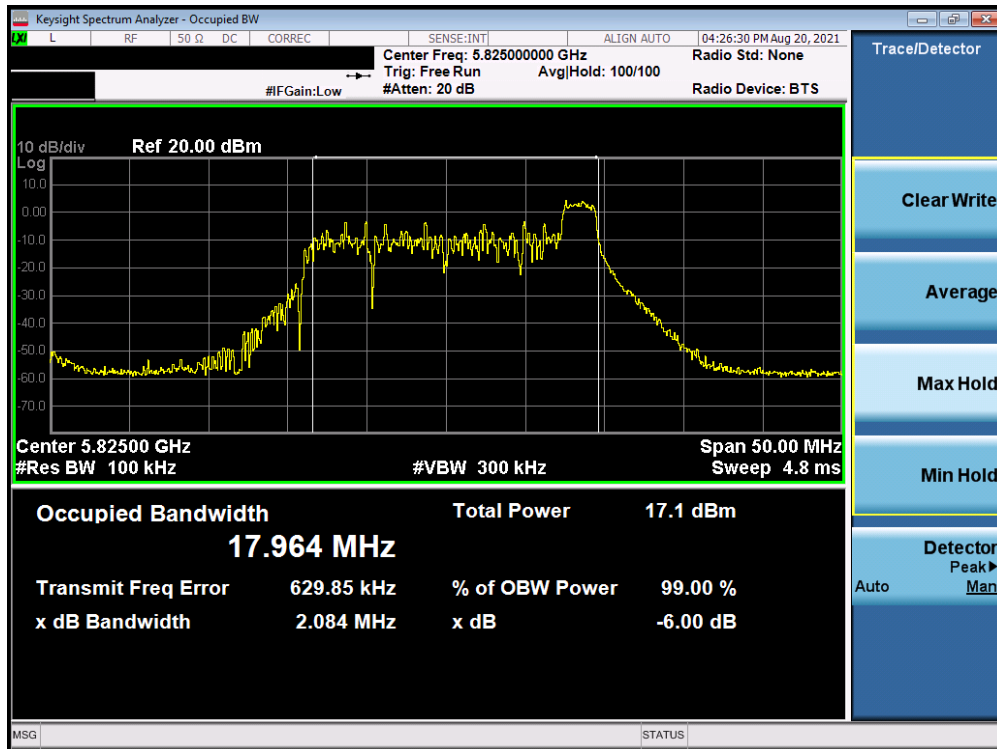 Keysight Spectrum Analyzer - Occupied BW
LXI L RF 50 Ω DC CORREC SENSE:INT ALIGN AUTO 04:26:30 PM Aug 20, 2021
Center Freq: 5.825000000 GHz Radio Std: None
Trig: Free Run Avg|Hold: 100/100
#IFGain:Low #Atten: 20 dB Radio Device: BTS
10 dB/div Ref 20.00 dBm
Log
10.0
0.00
-10.0
-20.0
-30.0
-40.0
-50.0
-60.0
-70.0
Center 5.82500 GHz Span 50.00 MHz
#Res BW 100 kHz #VBW 300 kHz Sweep 4.8 ms
Occupied Bandwidth Total Power 17.1 dBm
17.964 MHz
Transmit Freq Error 629.85 kHz % of OBW Power 99.00 %
x dB Bandwidth 2.084 MHz x dB -6.00 dB
MSG STATUS
Trace/Detector
Clear Write
Average
Max Hold
Min Hold
Detector
Peak▶
Auto Man